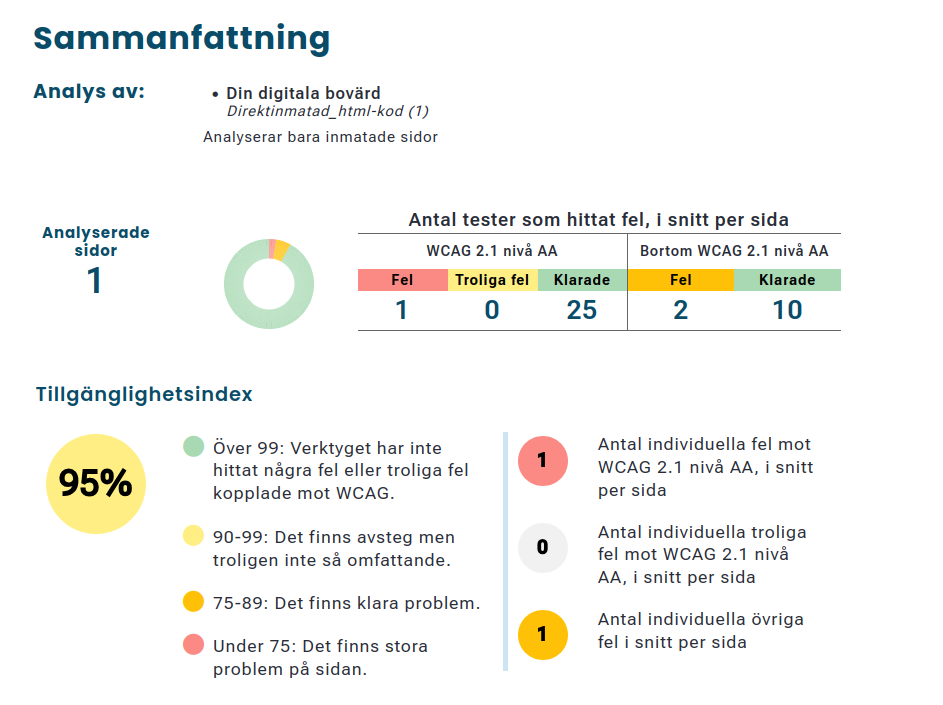 Sammanfattning
Analys av:
• Din digitala bovärd
Direktinmatad_html-kod (1)
Analyserar bara inmatade sidor
Analyserade
sidor
1
Antal tester som hittat fel, i snitt per sida
WCAG 2.1 nivå AA Bortom WCAG 2.1 nivå AA
Fel Troliga fel Klarade Fel Klarade
1 0 25 2 10
Tillgänglighetsindex
95%
Över 99: Verktyget har inte
hittat några fel eller troliga fel
kopplade mot WCAG.
90-99: Det finns avsteg men
troligen inte så omfattande.
75-89: Det finns klara problem.
Under 75: Det finns stora
problem på sidan.
1
Antal individuella fel mot
WCAG 2.1 nivå AA, i snitt
per sida
0
Antal individuella troliga
fel mot WCAG 2.1 nivå
AA, i snitt per sida
1
Antal individuella övriga
fel i snitt per sida